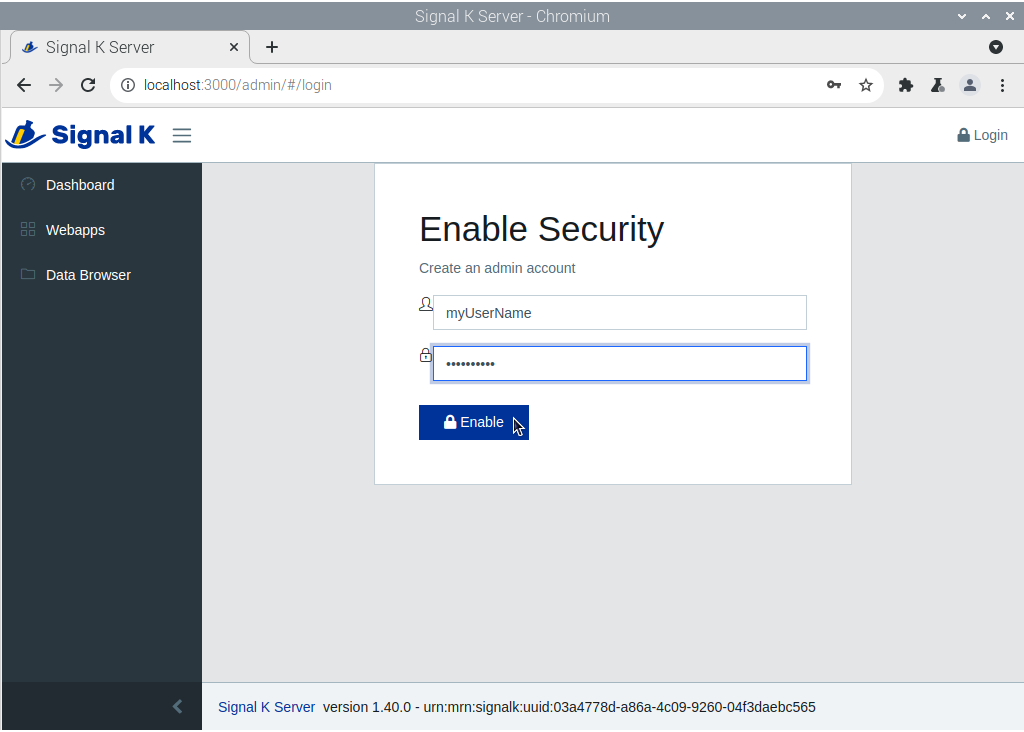 Signal K Server - Chromium
Signal K Server
localhost:3000/admin/#/login
Signal K
Login
Dashboard
Webapps
Data Browser
Enable Security
Create an admin account
myUserName
••••••••••
Enable
Signal K Server version 1.40.0 - urn:mrn:signalk:uuid:03a4778d-a86a-4c09-9260-04f3daebc565